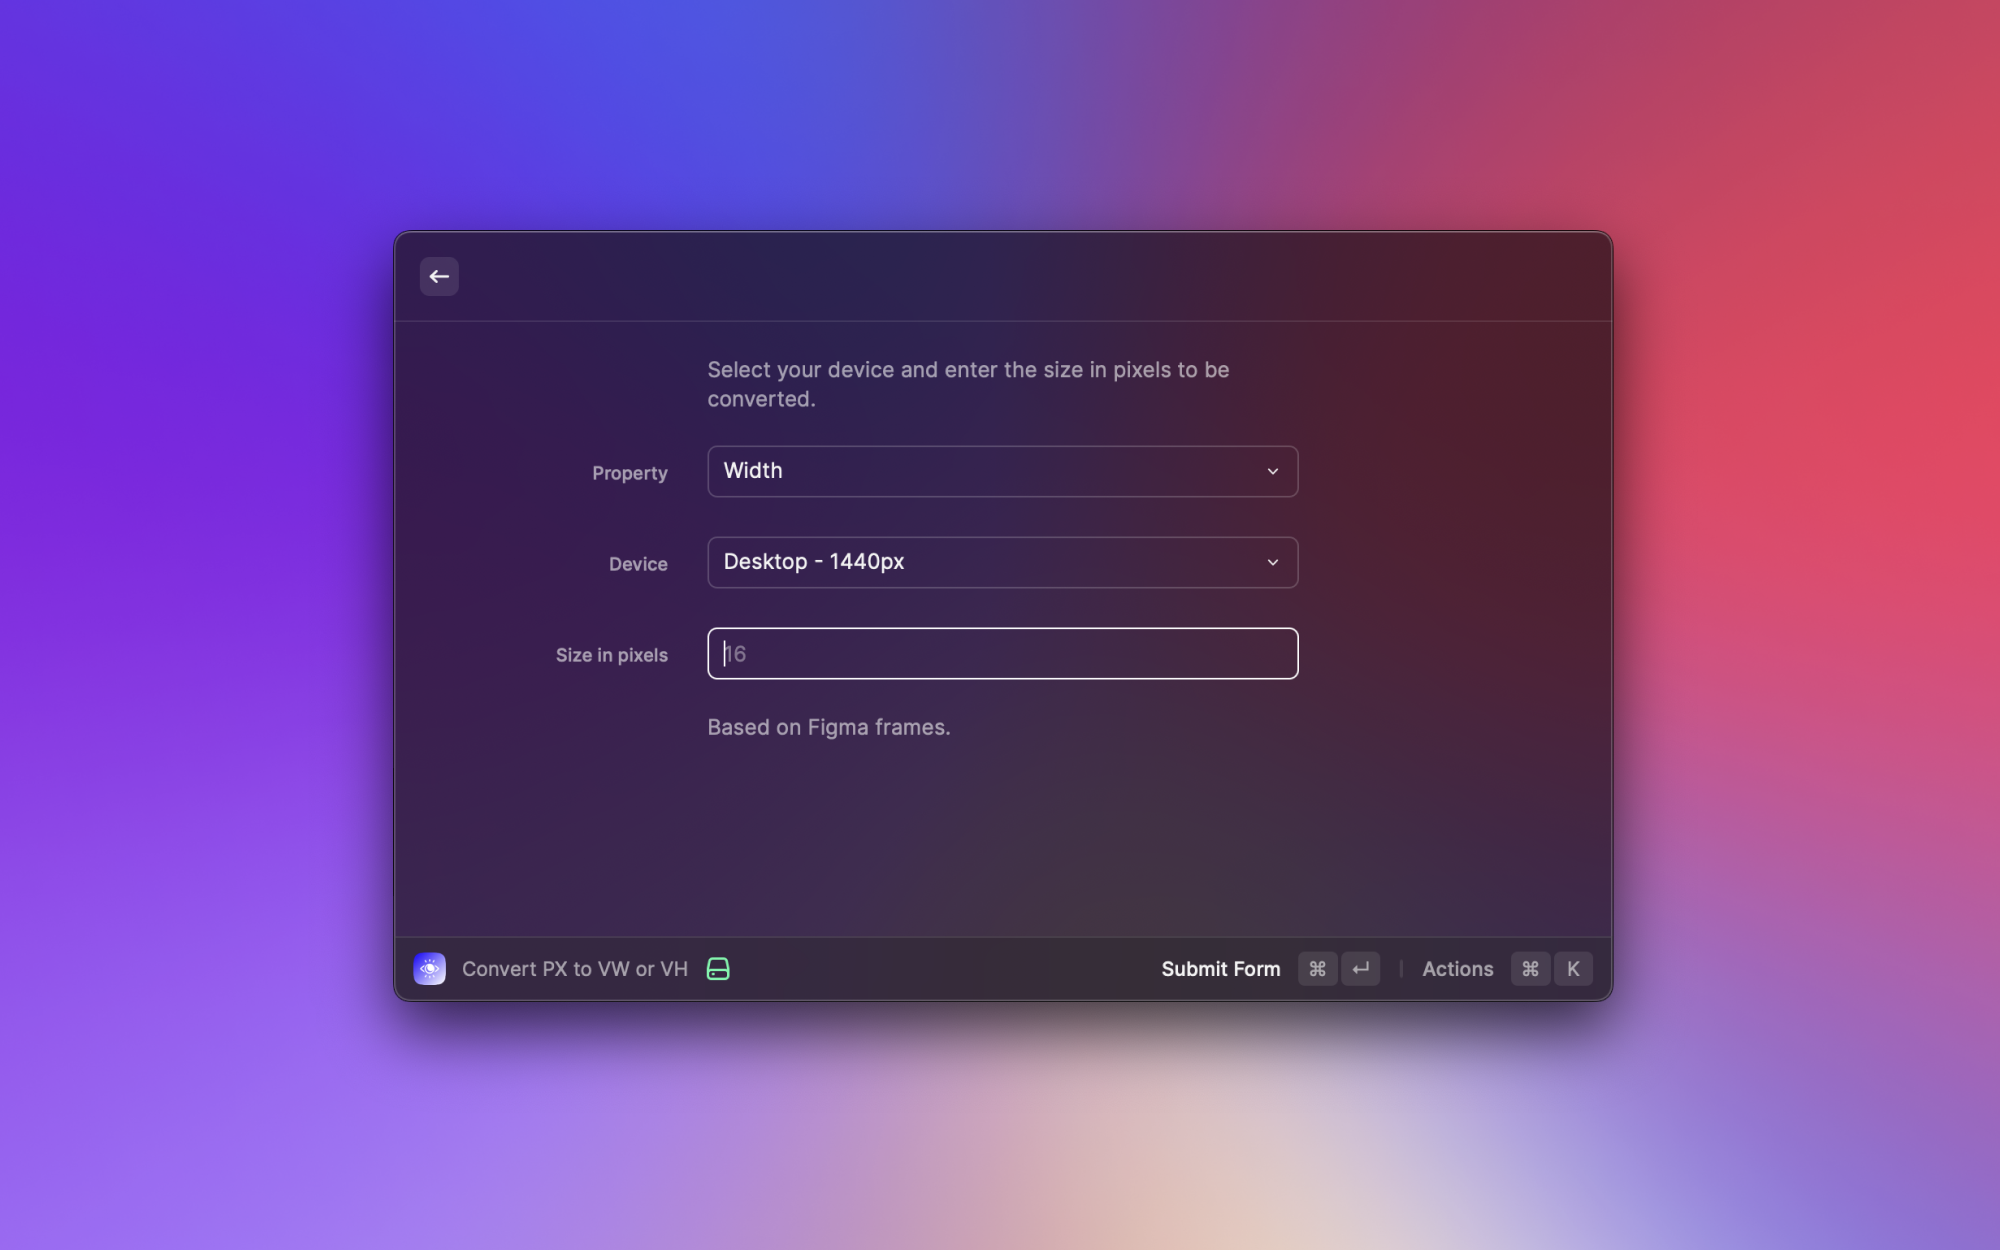 Select your device and enter the size in pixels to be
converted.
Property
Width
Device
Desktop - 1440px
Size in pixels
16
Based on Figma frames.
Convert PX to VW or VH
Submit Form ⌘ ↵
Actions ⌘ K